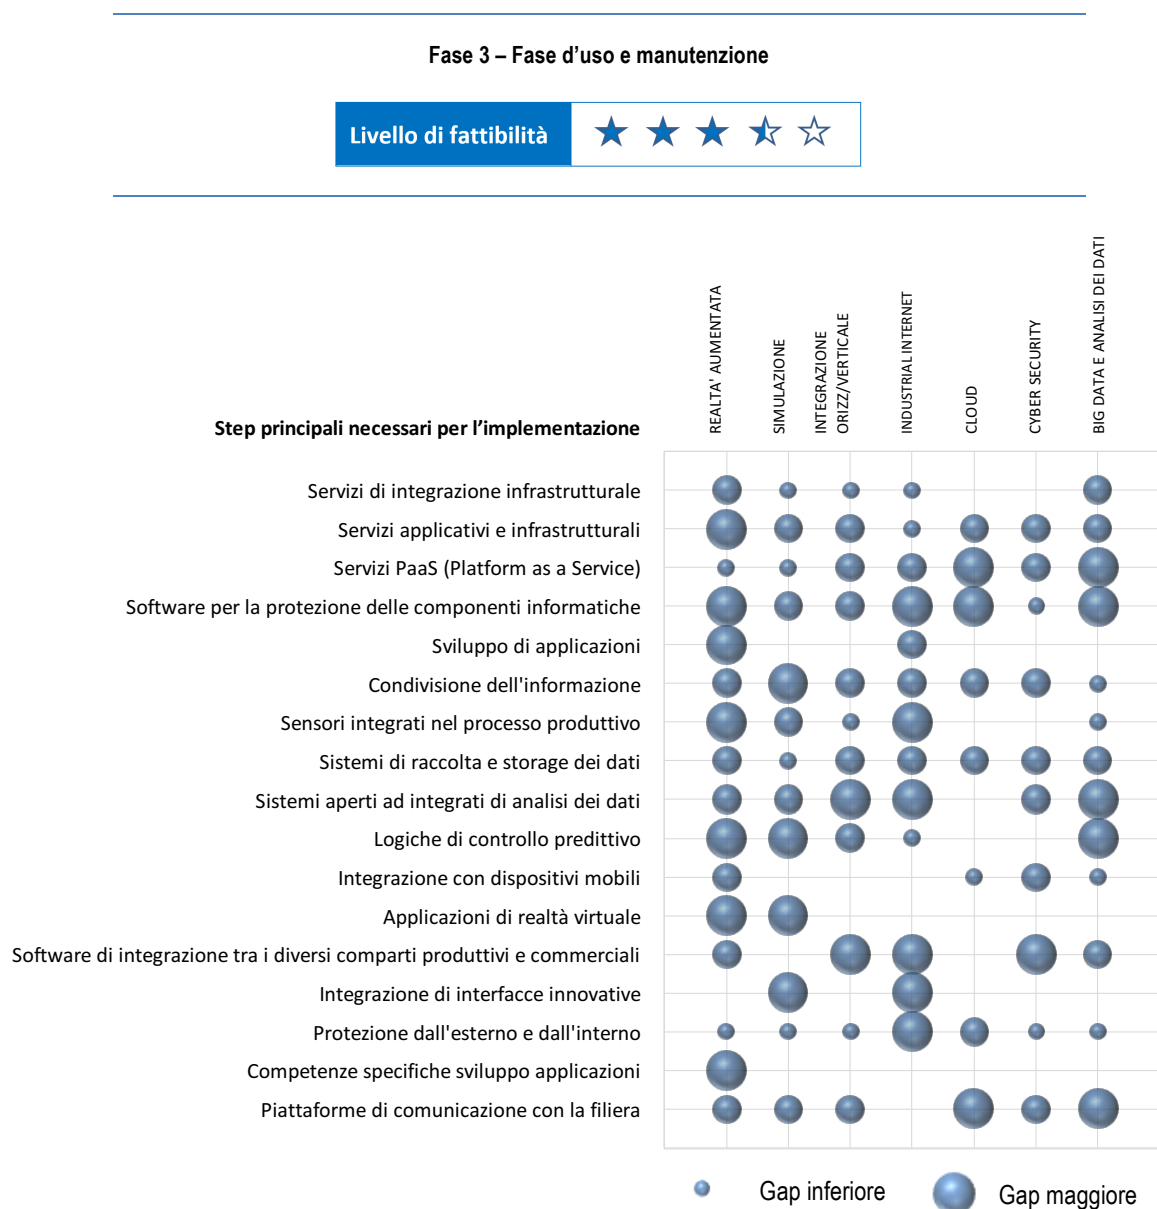 Fase 3 – Fase d’uso e manutenzione
Livello di fattibilità
REALTA' AUMENTATA
SIMULAZIONE
INTEGRAZIONE
ORIZZ/VERTICALE
INDUSTRIAL INTERNET
CLOUD
CYBER SECURITY
BIG DATA E ANALISI DEI DATI
Step principali necessari per l’implementazione
Servizi di integrazione infrastrutturale
Servizi applicativi e infrastrutturali
Servizi PaaS (Platform as a Service)
Software per la protezione delle componenti informatiche
Sviluppo di applicazioni
Condivisione dell'informazione
Sensori integrati nel processo produttivo
Sistemi di raccolta e storage dei dati
Sistemi aperti ad integrati di analisi dei dati
Logiche di controllo predittivo
Integrazione con dispositivi mobili
Applicazioni di realtà virtuale
Software di integrazione tra i diversi comparti produttivi e commerciali
Integrazione di interfacce innovative
Protezione dall'esterno e dall'interno
Competenze specifiche sviluppo applicazioni
Piattaforme di comunicazione con la filiera
Gap inferiore
Gap maggiore